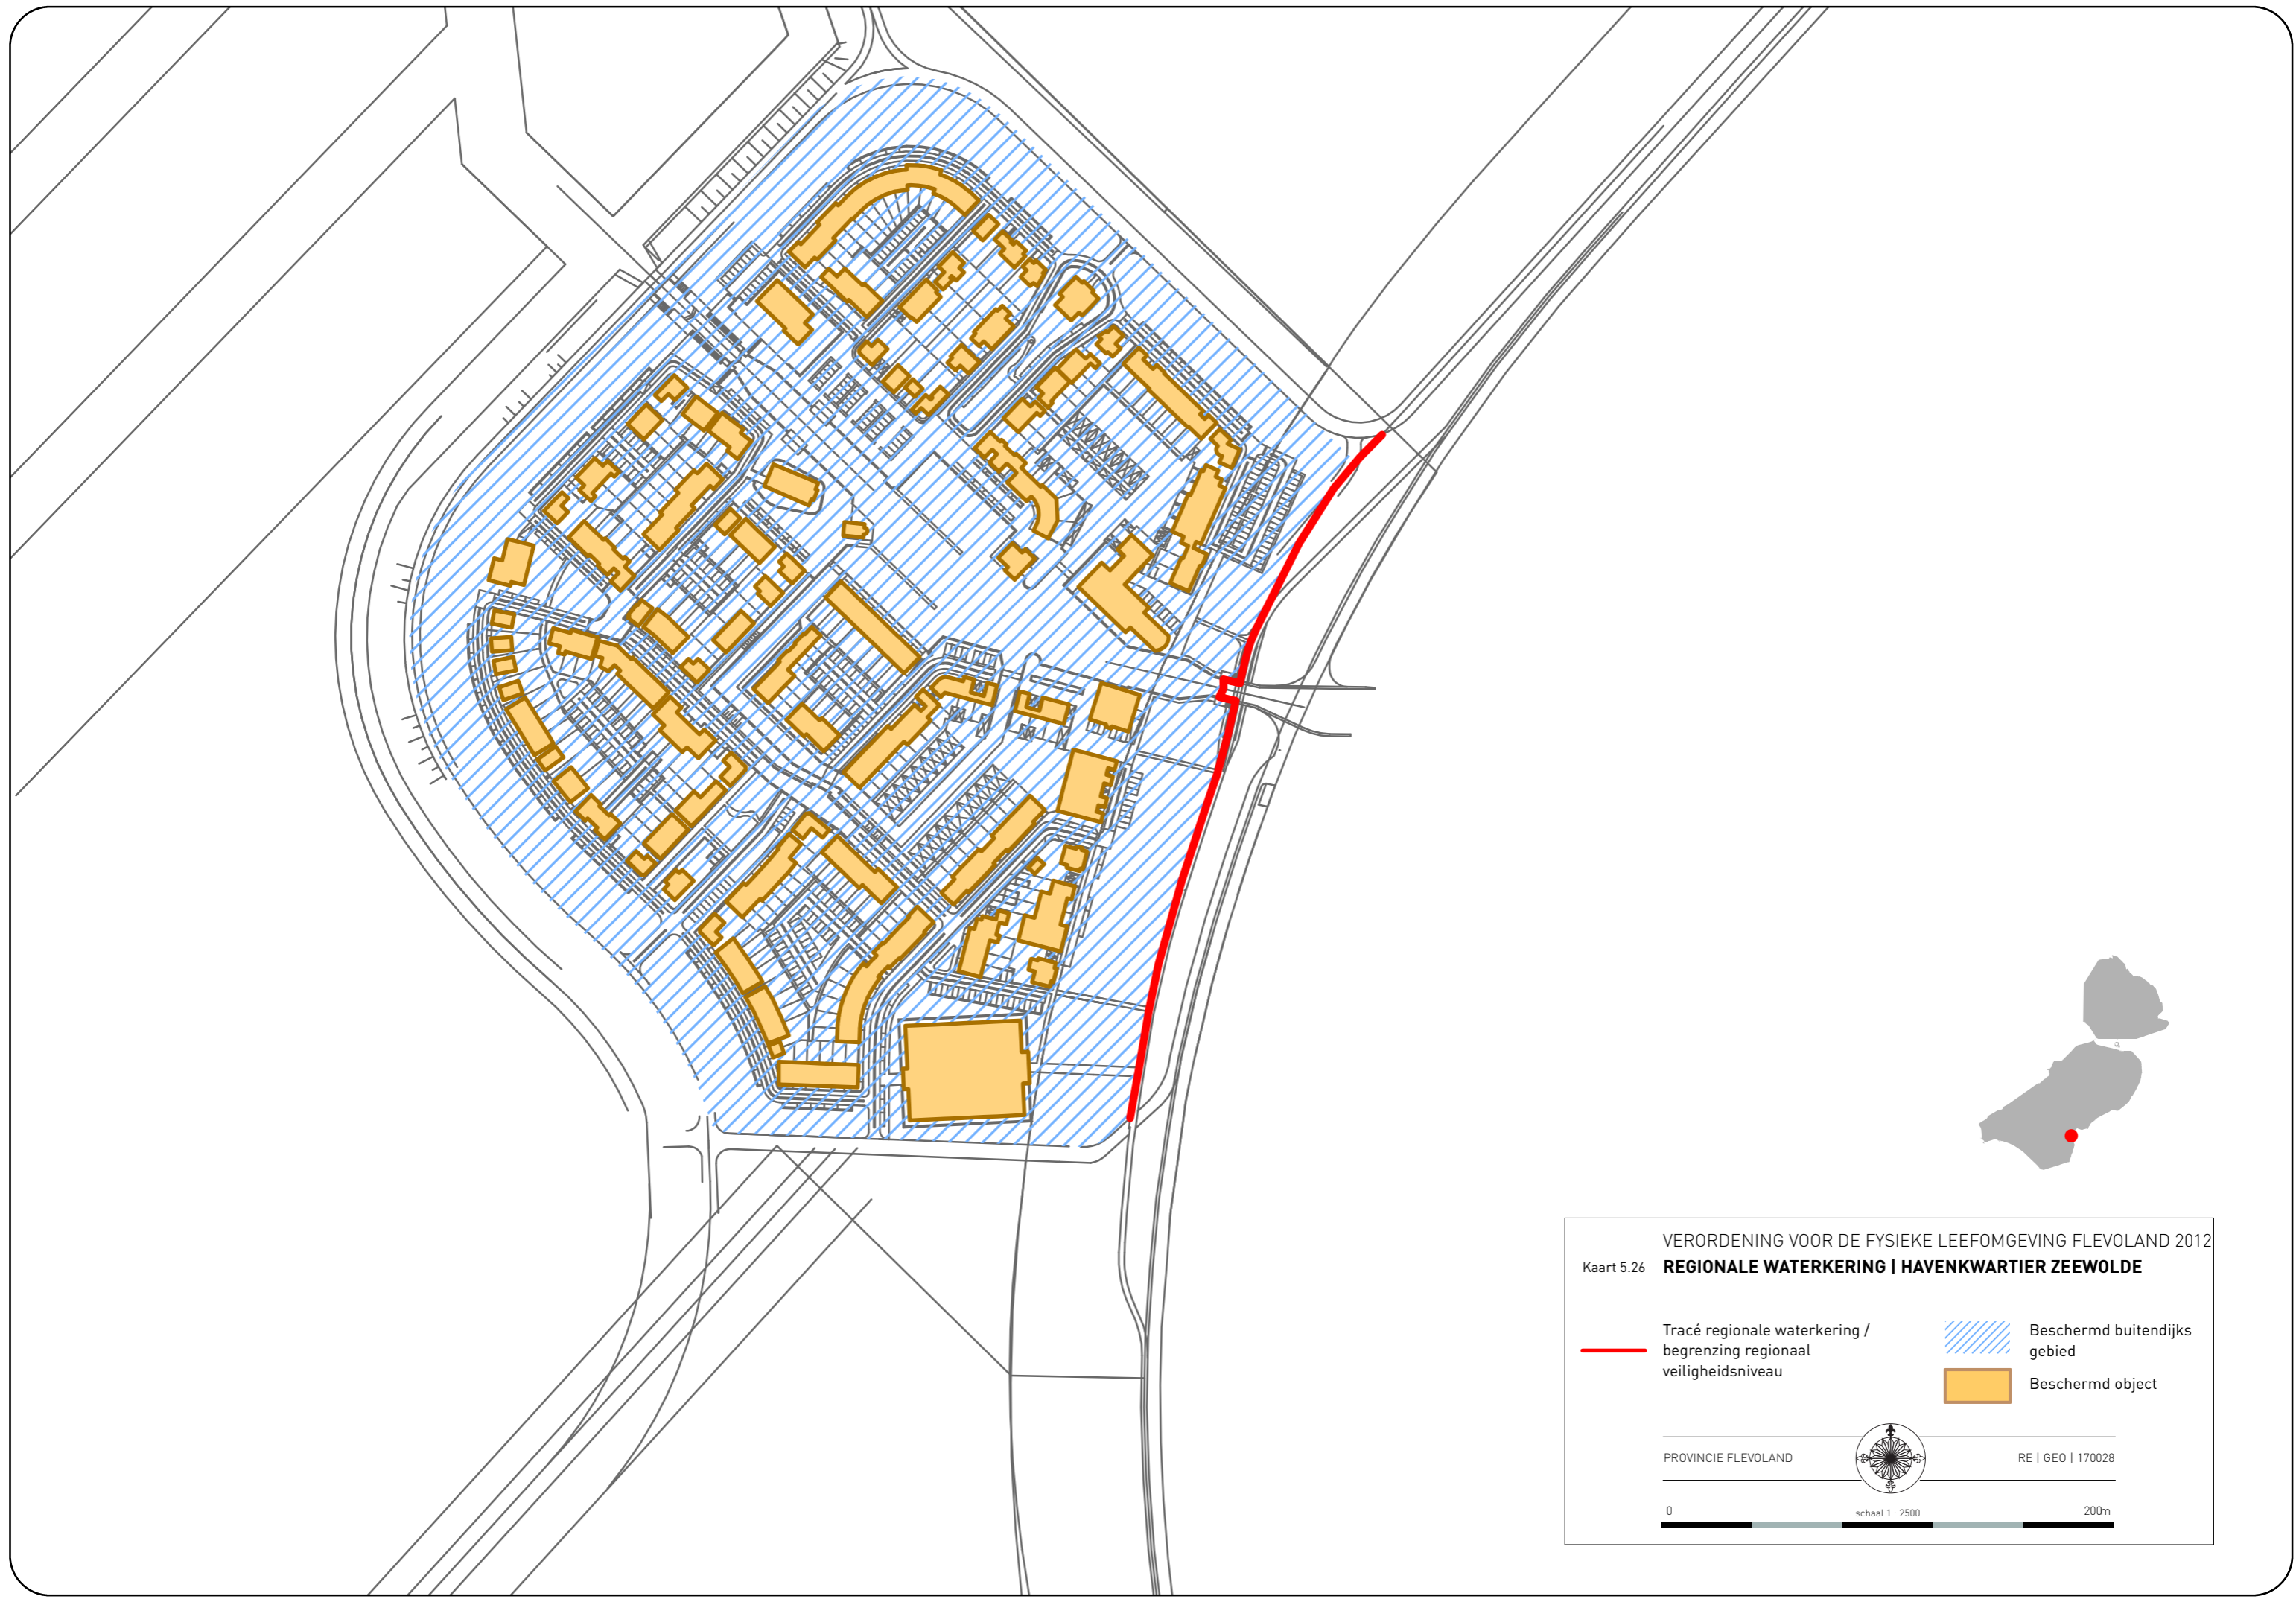 VERORDENING VOOR DE FYSIEKE LEEFOMGEVING FLEVOLAND 2012
Kaart 5.26 REGIONALE WATERKERING | HAVENKWARTIER ZEEWOLDE
Tracé regionale waterkering /
begrenzing regionaal
veiligheidsniveau
Beschermd buitendijks
gebied
Beschermd object
PROVINCIE FLEVOLAND
RE | GEO | 170028
0 schaal 1 : 2500 200m